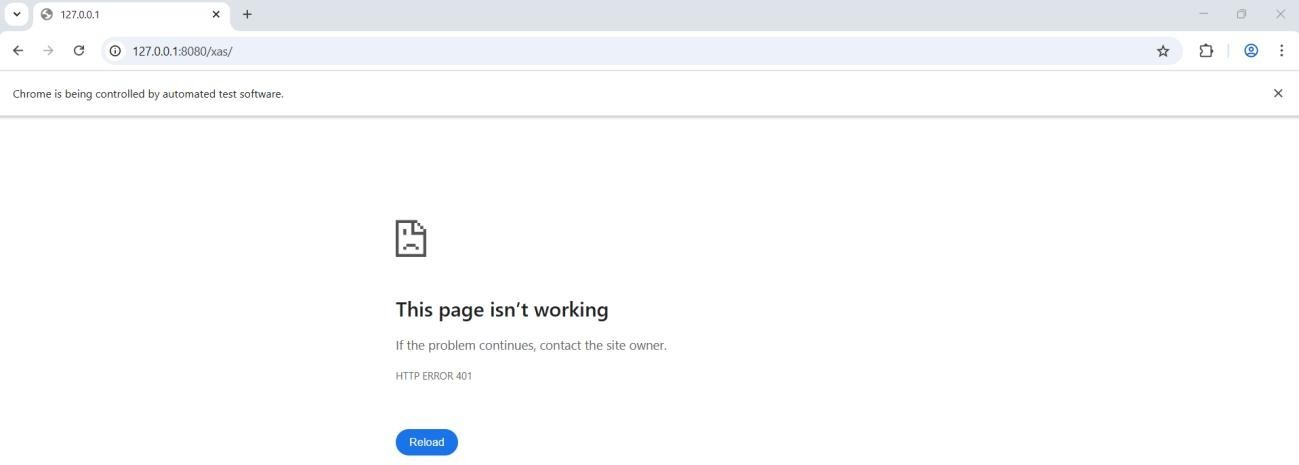 127.0.0.1
127.0.0.1:8080/xas/
Chrome is being controlled by automated test software.
This page isn’t working
If the problem continues, contact the site owner.
HTTP ERROR 401
Reload